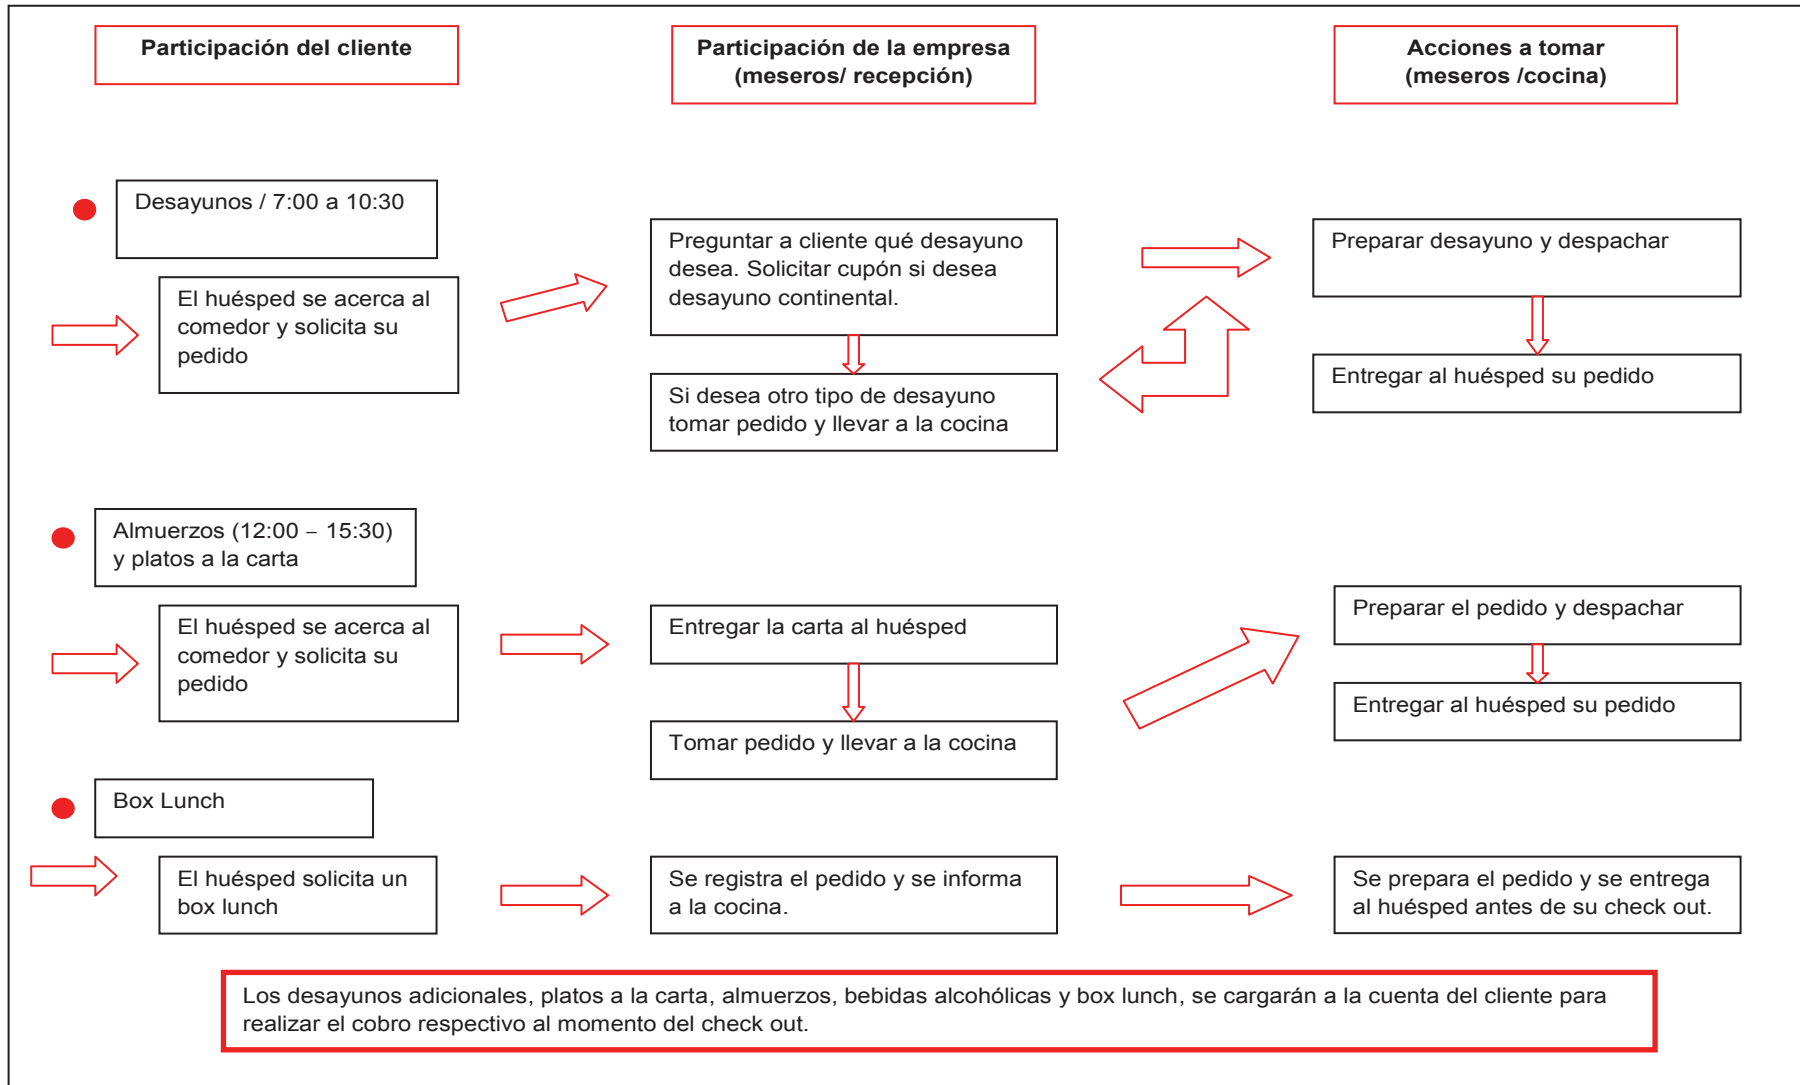 Participación del cliente
Participación de la empresa
(meseros/ recepción)
Acciones a tomar
(meseros /cocina)
Desayunos / 7:00 a 10:30
El huésped se acerca al
comedor y solicita su
pedido
Preguntar a cliente qué desayuno
desea. Solicitar cupón si desea
desayuno continental.
Si desea otro tipo de desayuno
tomar pedido y llevar a la cocina
Preparar desayuno y despachar
Entregar al huésped su pedido
Almuerzos (12:00 – 15:30)
y platos a la carta
El huésped se acerca al
comedor y solicita su
pedido
Entregar la carta al huésped
Tomar pedido y llevar a la cocina
Preparar el pedido y despachar
Entregar al huésped su pedido
Box Lunch
El huésped solicita un
box lunch
Se registra el pedido y se informa
a la cocina.
Se prepara el pedido y se entrega
al huésped antes de su check out.
Los desayunos adicionales, platos a la carta, almuerzos, bebidas alcohólicas y box lunch, se cargarán a la cuenta del cliente para
realizar el cobro respectivo al momento del check out.